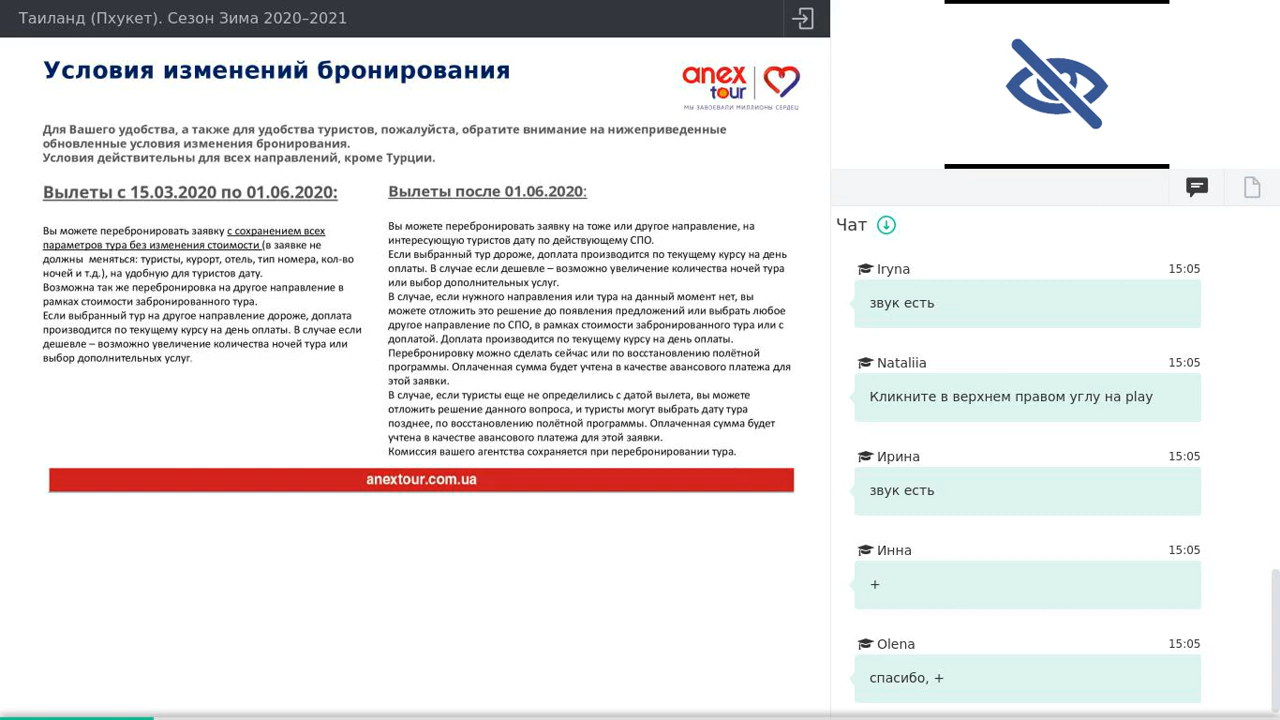 Таиланд (Пхукет). Сезон Зима 2020–2021
Условия изменений бронирования
anex
tour
МЫ ЗАВОЕВАЛИ МИЛЛИОНЫ СЕРДЕЦ
Для Вашего удобства, а также для удобства туристов, пожалуйста, обратите внимание на нижеприведенные
обновленные условия изменения бронирования.
Условия действительны для всех направлений, кроме Турции.
Вылеты с 15.03.2020 по 01.06.2020:
Вы можете перебронировать заявку с сохранением всех
параметров тура без изменения стоимости (в заявке не
должны меняться: туристы, курорт, отель, тип номера, кол-во
ночей и т.д.), на удобную для туристов дату.
Возможна так же перебронировка на другое направление в
рамках стоимости забронированного тура.
Если выбранный тур на другое направление дороже, доплата
производится по текущему курсу на день оплаты. В случае если
дешевле – возможно увеличение количества ночей тура или
выбор дополнительных услуг.
Вылеты после 01.06.2020:
Вы можете перебронировать заявку на тоже или другое направление, на
интересующую туристов дату по действующему СПО.
Если выбранный тур дороже, доплата производится по текущему курсу на день
оплаты. В случае если дешевле – возможно увеличение количества ночей тура
или выбор дополнительных услуг.
В случае, если нужного направления или тура на данный момент нет, вы
можете отложить это решение до появления предложений или выбрать любое
другое направление по СПО, в рамках стоимости забронированного тура или с
доплатой. Доплата производится по текущему курсу на день оплаты.
Перебронировку можно сделать сейчас или по восстановлению полётной
программы. Оплаченная сумма будет учтена в качестве авансового платежа для
этой заявки.
В случае, если туристы еще не определились с датой вылета, вы можете
отложить решение данного вопроса, и туристы могут выбрать дату тура
позднее, по восстановлению полётной программы. Оплаченная сумма будет
учтена в качестве авансового платежа для этой заявки.
Комиссия вашего агентства сохраняется при перебронировании тура.
anextour.com.ua
Чат
Iryna 15:05
звук есть
Nataliia 15:05
Кликните в верхнем правом углу на play
Ирина 15:05
звук есть
Инна 15:05
+
Olena 15:05
спасибо, +